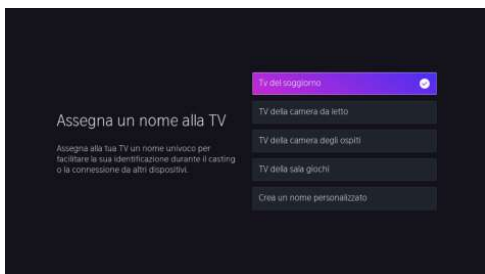 Assegna un nome alla TV
Assegna alla tua TV un nome univoco per
facilitare la sua identificazione durante il casting
o la connessione da altri dispositivi.
Tv del soggiorno
TV della camera da letto
TV della camera degli ospiti
TV della sala giochi
Crea un nome personalizzato